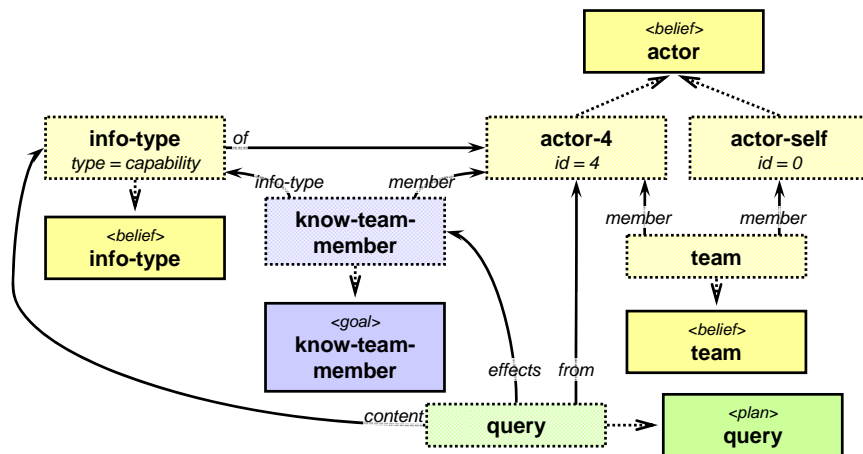 <belief>
actor
info-type
type = capability
of
actor-4
id = 4
actor-self
id = 0
info-type
member
know-team-
member
member
member
<belief>
info-type
team
<goal>
know-team-
member
<belief>
team
effects
from
content
query
<plan>
query